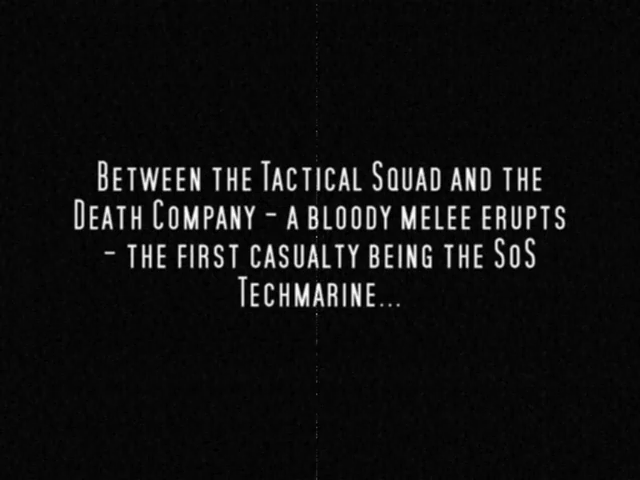 Between the Tactical Squad and the
Death Company - a bloody melee erupts
- the first casualty being the SoS
Techmarine...